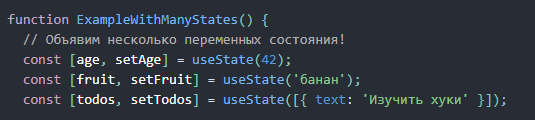 function ExampleWithManyStates() {
  // Объявим несколько переменных состояния!
  const [age, setAge] = useState(42);
  const [fruit, setFruit] = useState('банан');
  const [todos, setTodos] = useState([{ text: 'Изучить хуки' }]);